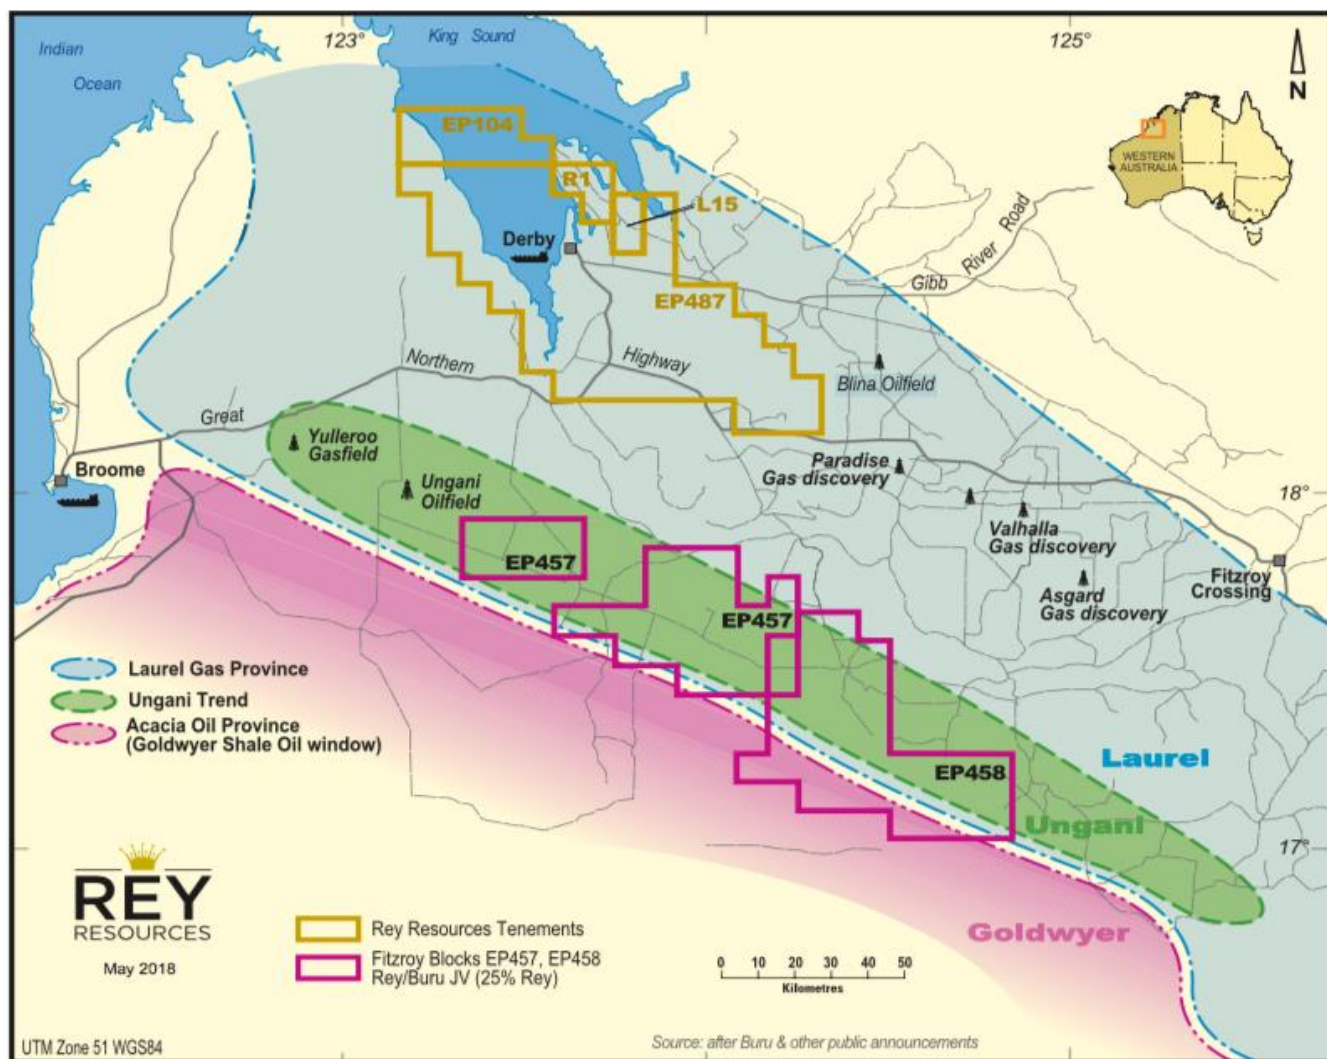 Indian
Ocean
123°
King Sound
125°
N
EP104
WESTERN
AUSTRALIA
R1
L15
Derby
Gibb River Road
EP487
Northern
Highway
Blina Oilfield
Great
Yulleroo
Gasfield
Broome
Ungani
Oilfield
Paradise
Gas discovery
18°
Valhalla
Gas discovery
EP457
Fitzroy
Crossing
Asgard
Gas discovery
EP457
Laurel Gas Province
Ungani Trend
Acacia Oil Province
(Goldwyer Shale Oil window)
Laurel
EP458
Ungani
17°
REY
RESOURCES
May 2018
Goldwyer
Rey Resources Tenements
Fitzroy Blocks EP457, EP458
Rey/Buru JV (25% Rey)
0 10 20 30 40 50
Kilometres
UTM Zone 51 WGS84
Source: after Buru & other public announcements